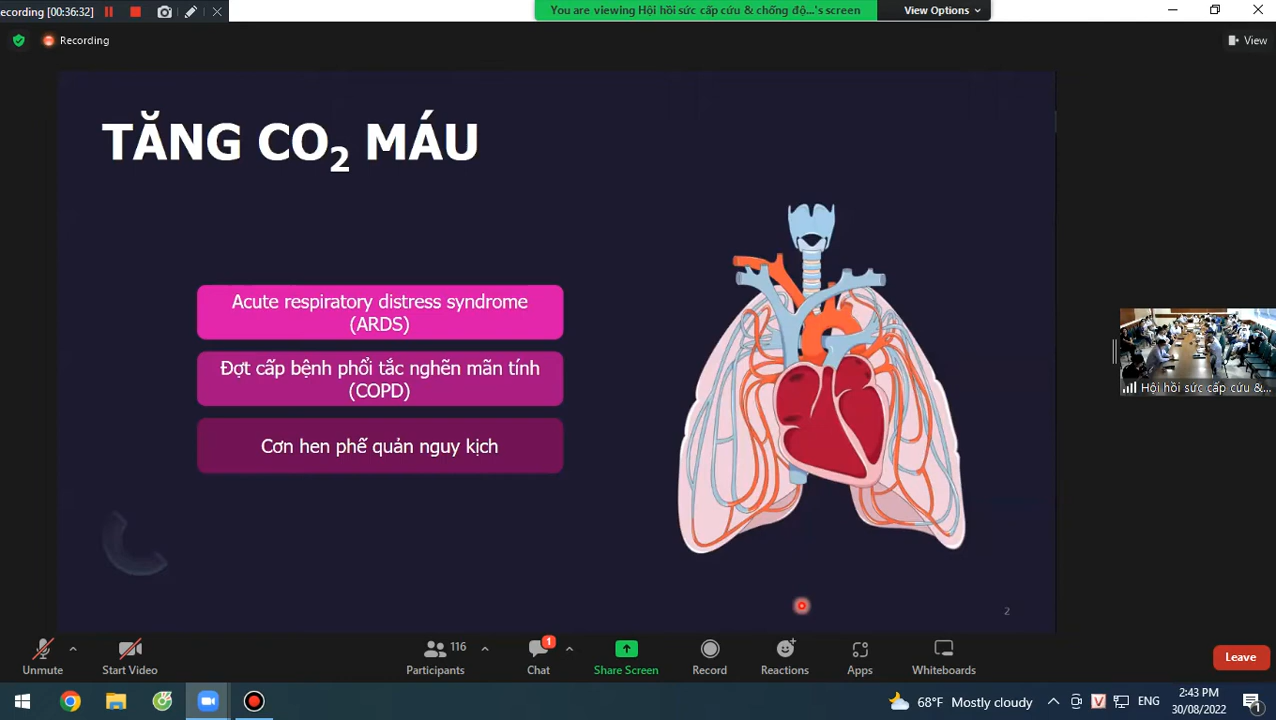 ecording [00:36:32]
You are viewing Hội hồi sức cấp cứu & chống độ...'s screen
View Options
Recording
View
TĂNG CO₂ MÁU
Acute respiratory distress syndrome
(ARDS)
Đợt cấp bệnh phổi tắc nghẽn mãn tính
(COPD)
Cơn hen phế quản nguy kịch
Hội hồi sức cấp cứu &...
2
116
1
Unmute
Start Video
Participants
Chat
Share Screen
Record
Reactions
Apps
Whiteboards
Leave
68°F Mostly cloudy
V
ENG
2:43 PM
30/08/2022
1